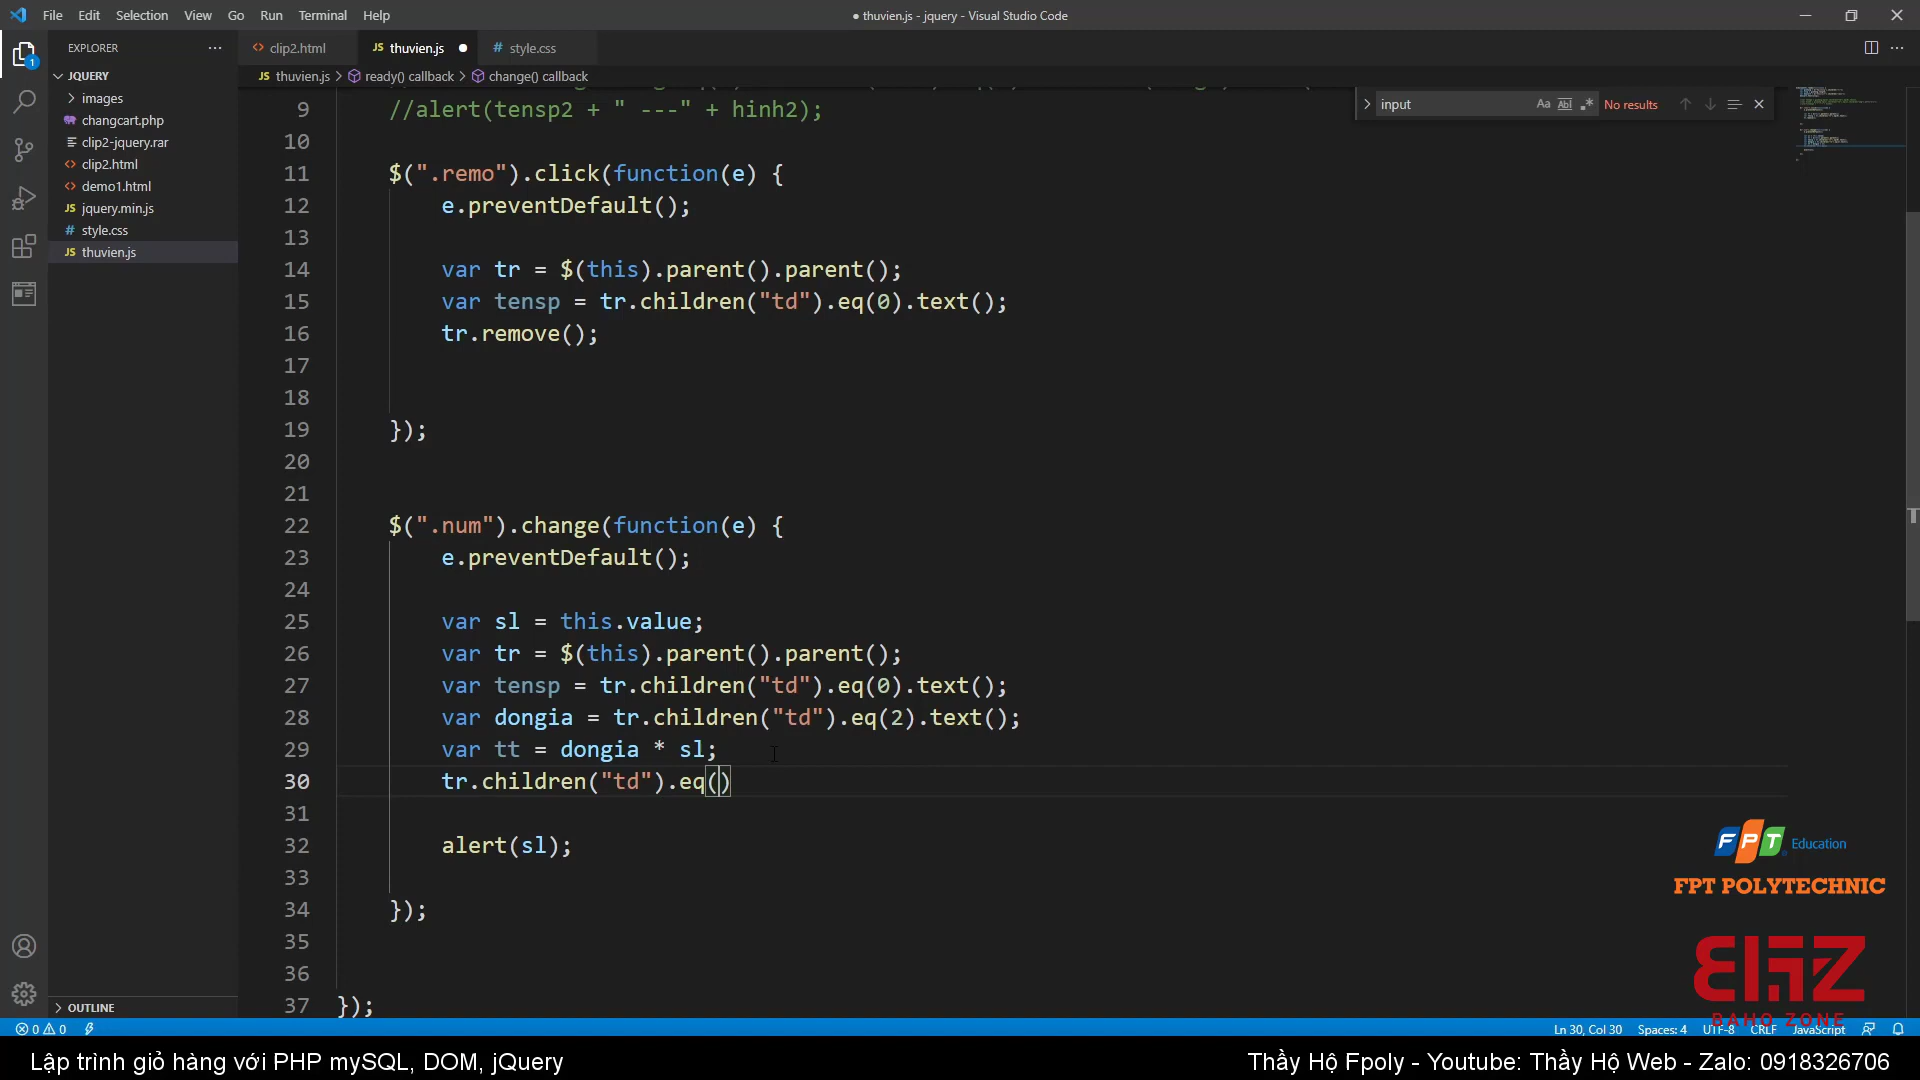 File Edit Selection View Go Run Terminal Help
● thuvien.js - jquery - Visual Studio Code
EXPLORER
JQUERY
images
changcart.php
clip2-jquery.rar
clip2.html
demo1.html
jquery.min.js
style.css
thuvien.js
OUTLINE
clip2.html thuvien.js style.css
thuvien.js > ready() callback > change() callback
input
Aa Abl .* No results
9 //alert(tensp2 + " ---" + hinh2);
10
11 $(".remo").click(function(e) {
12 e.preventDefault();
13
14 var tr = $(this).parent().parent();
15 var tensp = tr.children("td").eq(0).text();
16 tr.remove();
17
18
19 });
20
21
22 $(".num").change(function(e) {
23 e.preventDefault();
24
25 var sl = this.value;
26 var tr = $(this).parent().parent();
27 var tensp = tr.children("td").eq(0).text();
28 var dongia = tr.children("td").eq(2).text();
29 var tt = dongia * sl;
30 tr.children("td").eq()
31
32 alert(sl);
33
34 });
35
36
37 });
FPT Education
FPT POLYTECHNIC
BAHO ZONE
0 0
Ln 30, Col 30 Spaces: 4 UTF-8 CRLF JavaScript
Lập trình giỏ hàng với PHP mySQL, DOM, jQuery
Thầy Hộ Fpoly - Youtube: Thầy Hộ Web - Zalo: 0918326706